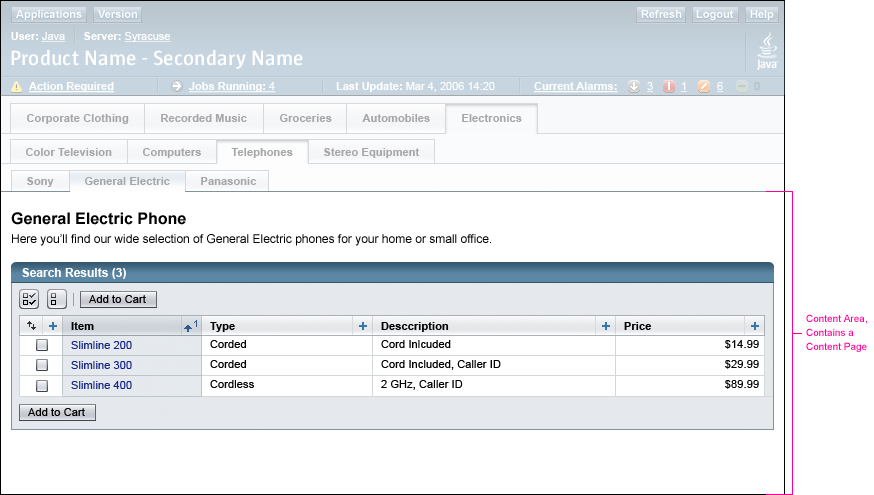 Applications Version Refresh Logout Help
User: Java Server: Syracuse
Product Name - Secondary Name
Java
Action Required Jobs Running: 4 Last Update: Mar 4, 2006 14:20 Current Alarms: 3 1 6 0
Corporate Clothing Recorded Music Groceries Automobiles Electronics
Color Television Computers Telephones Stereo Equipment
Sony General Electric Panasonic
General Electric Phone
Here you'll find our wide selection of General Electric phones for your home or small office.
Search Results (3)
Add to Cart
Item 1 Type Desccription Price
Slimline 200 Corded Cord Inlcuded $14.99
Slimline 300 Corded Cord Included, Caller ID $29.99
Slimline 400 Cordless 2 GHz, Caller ID $89.99
Add to Cart
Content Area,
Contains a
Content Page